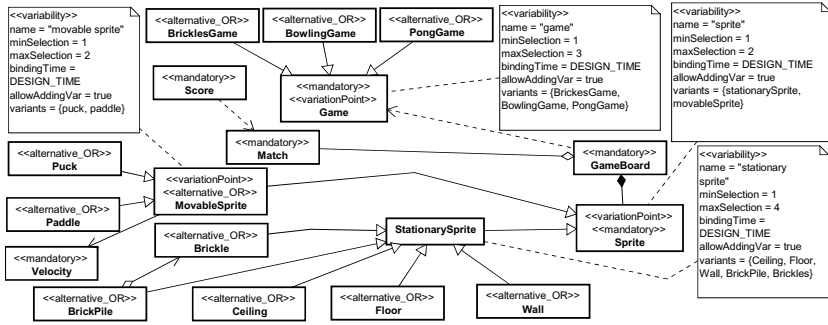 <<variability>>
name = "movable sprite"
minSelection = 1
maxSelection = 2
bindingTime =
DESIGN_TIME
allowAddingVar = true
variants = {puck, paddle}
<<alternative_OR>>
BricklesGame
<<alternative_OR>>
BowlingGame
<<alternative_OR>>
PongGame
<<variability>>
name = "game"
minSelection = 1
maxSelection = 3
bindingTime = DESIGN_TIME
allowAddingVar = true
variants = {BrickesGame,
BowlingGame, PongGame}
<<variability>>
name = "sprite"
minSelection = 1
maxSelection = 2
bindingTime = DESIGN_TIME
allowAddingVar = true
variants = {stationarySprite,
movableSprite}
<<mandatory>>
<<variationPoint>>
Game
<<mandatory>>
Score
<<mandatory>>
Match
<<mandatory>>
GameBoard
<<variability>>
name = "stationary
sprite"
minSelection = 1
maxSelection = 4
bindingTime =
DESIGN_TIME
allowAddingVar = true
variants = {Ceiling, Floor,
Wall, BrickPile, Brickles}
<<alternative_OR>>
Puck
<<variationPoint>>
<<alternative_OR>>
MovableSprite
<<alternative_OR>>
Paddle
<<mandatory>>
Velocity
<<alternative_OR>>
Brickle
StationarySprite
<<variationPoint>>
<<mandatory>>
Sprite
<<alternative_OR>>
BrickPile
<<alternative_OR>>
Ceiling
<<alternative_OR>>
Floor
<<alternative_OR>>
Wall